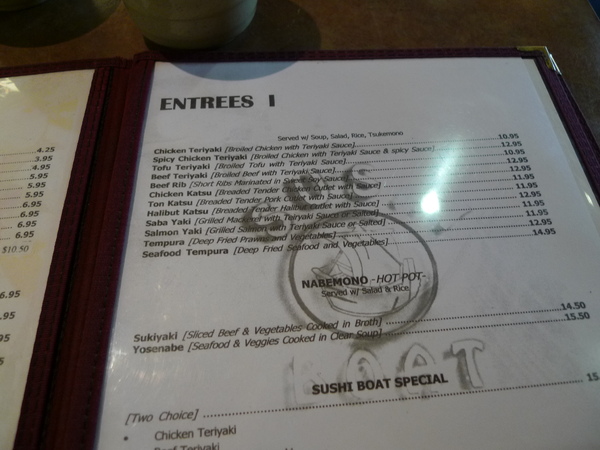 4.25
3.95
4.95
5.95
5.95
5.95
6.95
6.95
6.95
$10.50
6.95
ENTREES I
Served w/ Soup, Salad, Rice, Tsukemono
Chicken Teriyaki [Broiled Chicken with Teriyaki Sauce] 10.95
Spicy Chicken Teriyaki [Broiled Chicken with Teriyaki Sauce & spicy Sauce] 12.95
Tofu Teriyaki [Broiled Tofu with Teriyaki Sauce] 10.95
Beef Teriyaki [Broiled Beef with Teriyaki Sauce] 12.95
Beef Rib [Short Ribs Marinated in Sweet Soy Sauce] 12.95
Chicken Katsu [Breaded Tender Chicken Cutlet with Sauce] 11.95
Ton Katsu [Breaded Tender Pork Cutlet with Sauce] 11.95
Halibut Katsu [Breaded Tender Halibut Cutlet with Sauce] 12.95
Saba Yaki [Grilled Mackerel with Teriyaki Sauce or Salted] 11.95
Salmon Yaki [Grilled Salmon with Teriyaki Sauce or Salted] 11.95
Tempura [Deep Fried Prawns and Vegetables] 12.95
Seafood Tempura [Deep Fried Seafood and Vegetables] 14.95
NABEMONO -HOT POT-
Served w/ Salad & Rice
Sukiyaki [Sliced Beef & Vegetables Cooked in Broth] 14.50
Yosenabe [Seafood & Veggies Cooked in Clear Soup] 15.50
BOAT
SUSHI BOAT SPECIAL
[Two Choice] 15
• Chicken Teriyaki
Beef Teriyaki